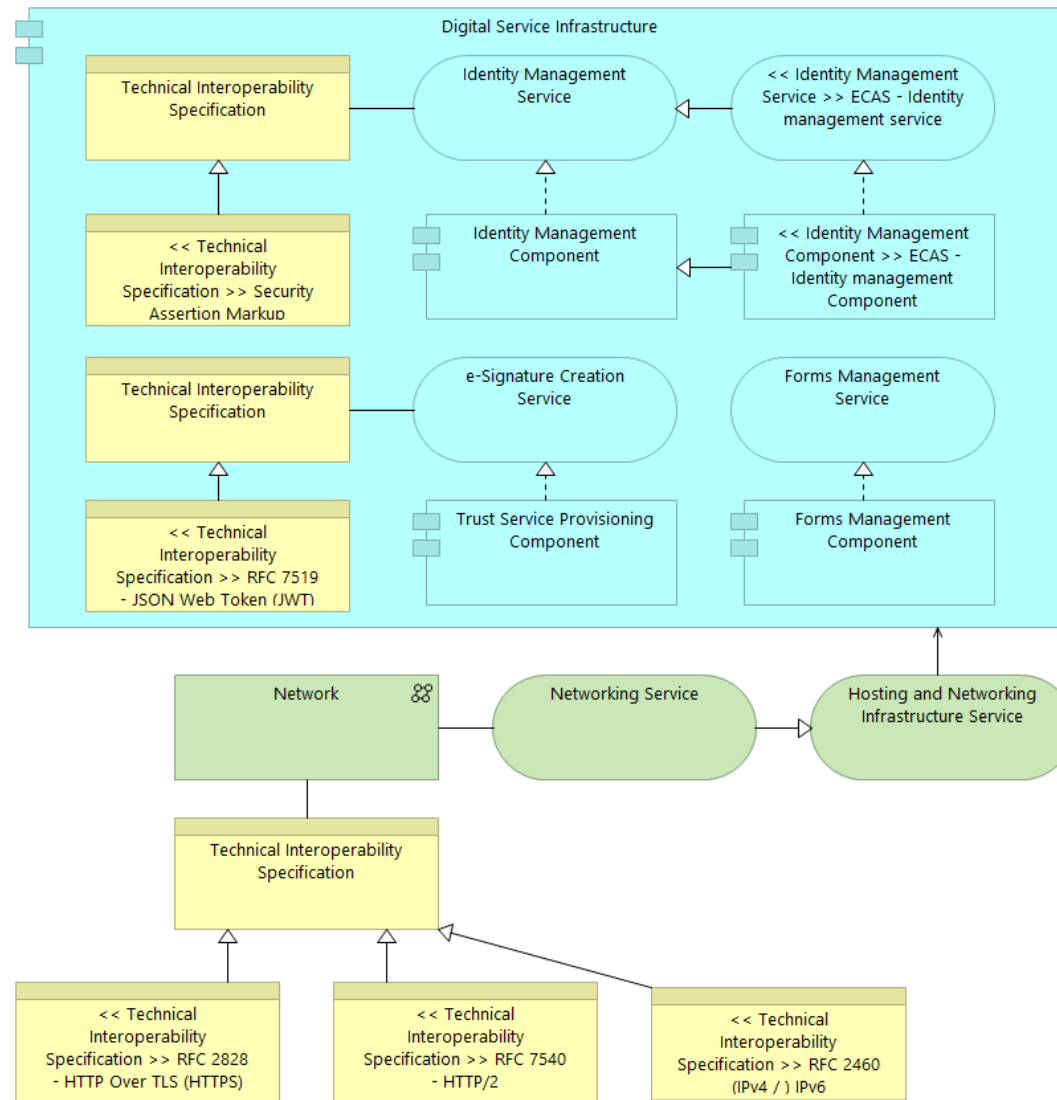 Digital Service Infrastructure
Technical Interoperability
Specification
Identity Management
Service
<< Identity Management
Service >> ECAS - Identity
management service
<< Technical
Interoperability
Specification >> Security
Assertion Markup
Identity Management
Component
<< Identity Management
Component >> ECAS -
Identity management
Component
Technical Interoperability
Specification
e-Signature Creation
Service
Forms Management
Service
<< Technical
Interoperability
Specification >> RFC 7519
- JSON Web Token (JWT)
Trust Service Provisioning
Component
Forms Management
Component
Network
Networking Service
Hosting and Networking
Infrastructure Service
Technical Interoperability
Specification
<< Technical
Interoperability
Specification >> RFC 2828
- HTTP Over TLS (HTTPS)
<< Technical
Interoperability
Specification >> RFC 7540
- HTTP/2
<< Technical
Interoperability
Specification >> RFC 2460
(IPv4 / ) IPv6